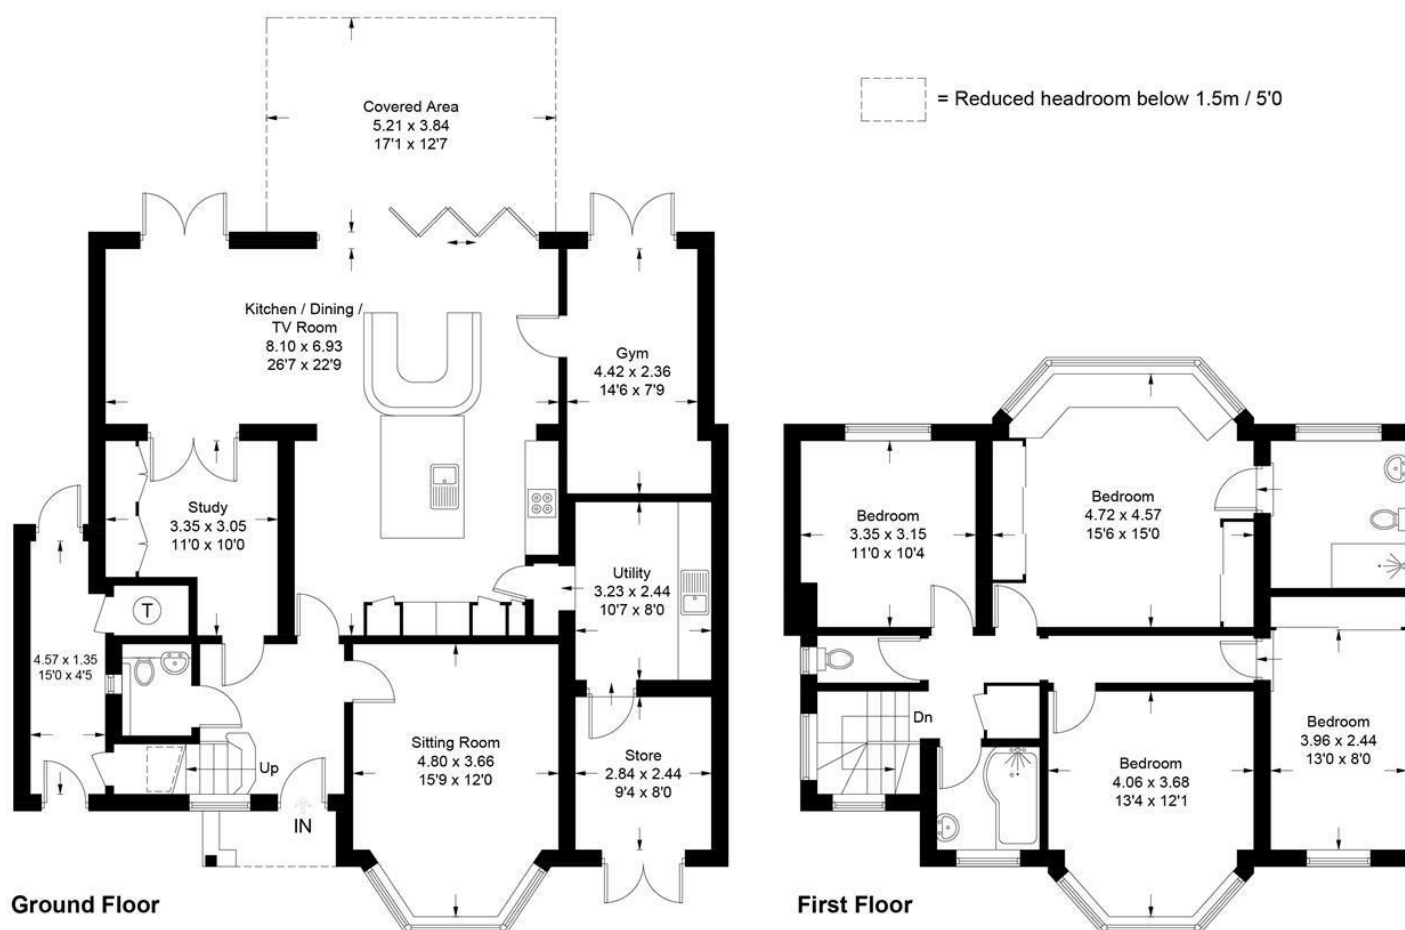 Covered Area
5.21 x 3.84
17'1 x 12'7
= Reduced headroom below 1.5m / 5'0
Kitchen / Dining /
TV Room
8.10 x 6.93
26'7 x 22'9
Gym
4.42 x 2.36
14'6 x 7'9
Study
3.35 x 3.05
11'0 x 10'0
T
Utility
3.23 x 2.44
10'7 x 8'0
4.57 x 1.35
15'0 x 4'5
Up
IN
Sitting Room
4.80 x 3.66
15'9 x 12'0
Store
2.84 x 2.44
9'4 x 8'0
Ground Floor
Bedroom
3.35 x 3.15
11'0 x 10'4
Bedroom
4.72 x 4.57
15'6 x 15'0
Dn
Bedroom
4.06 x 3.68
13'4 x 12'1
Bedroom
3.96 x 2.44
13'0 x 8'0
First Floor